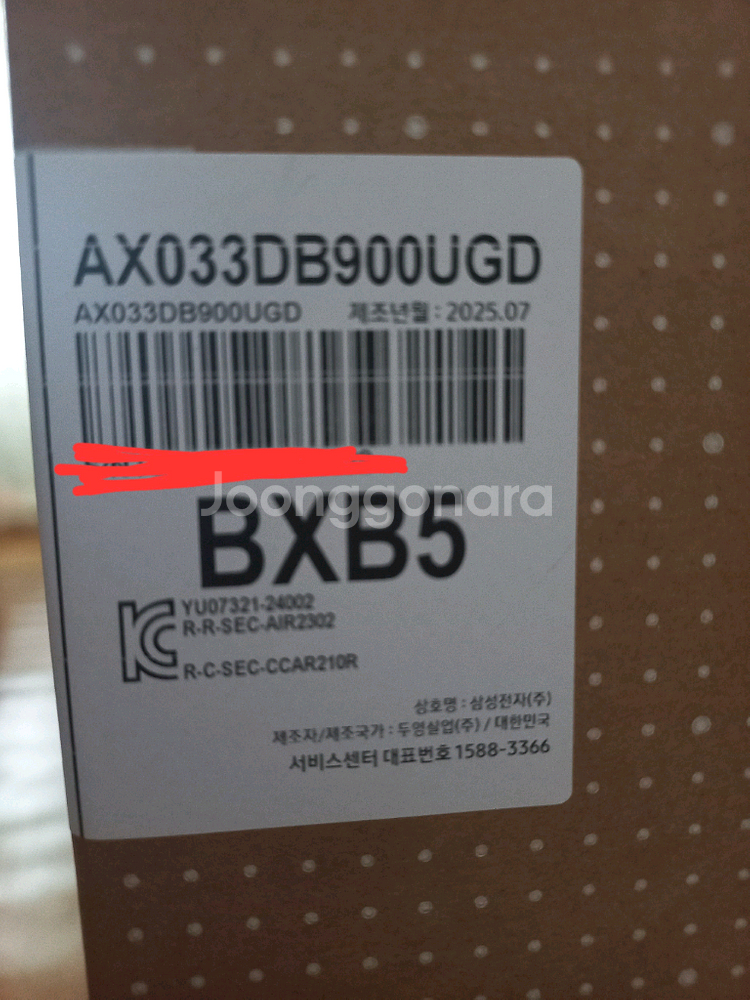 AX033DB900UGD
AX033DB900UGD 제조년월 : 2025.07
Joonggonara
BXB5
YU07321-24002
R-R-SEC-AIR2302
R-C-SEC-CCAR210R
상호명 : 삼성전자(주)
제조자/제조국가 : 두영실업(주) / 대한민국
서비스센터 대표번호 1588-3366